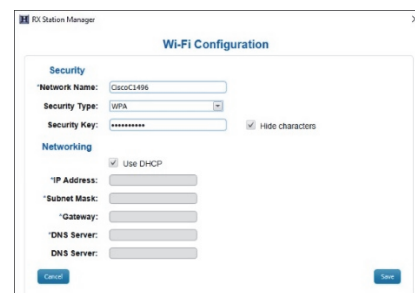 RX Station Manager
Wi-Fi Configuration
Security
*Network Name: CiscoC1496
Security Type: WPA
Security Key: •••••••••• Hide characters
Networking
Use DHCP
*IP Address:
*Subnet Mask:
*Gateway:
*DNS Server:
DNS Server:
Cancel Save